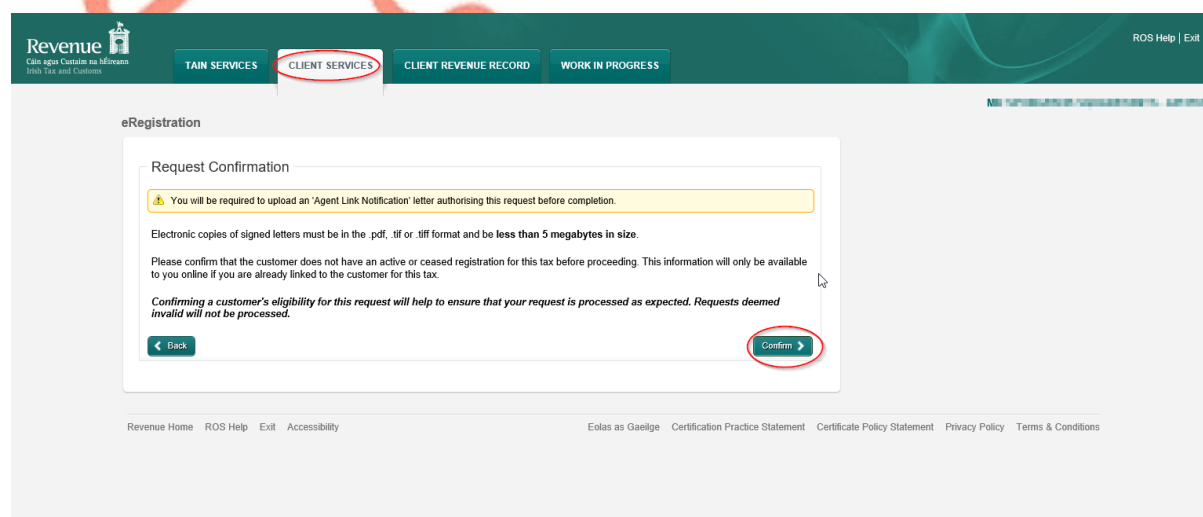 Revenue
Cáin agus Custaim na hÉireann
Irish Tax and Customs
TAIN SERVICES
CLIENT SERVICES
CLIENT REVENUE RECORD
WORK IN PROGRESS
ROS Help | Exit
eRegistration
Request Confirmation
You will be required to upload an 'Agent Link Notification' letter authorising this request before completion.
Electronic copies of signed letters must be in the .pdf, .tif or .tiff format and be less than 5 megabytes in size.
Please confirm that the customer does not have an active or ceased registration for this tax before proceeding. This information will only be available
to you online if you are already linked to the customer for this tax.
Confirming a customer's eligibility for this request will help to ensure that your request is processed as expected. Requests deemed
invalid will not be processed.
Back
Confirm
Revenue Home ROS Help Exit Accessibility
Eolas as Gaeilge Certification Practice Statement Certificate Policy Statement Privacy Policy Terms & Conditions